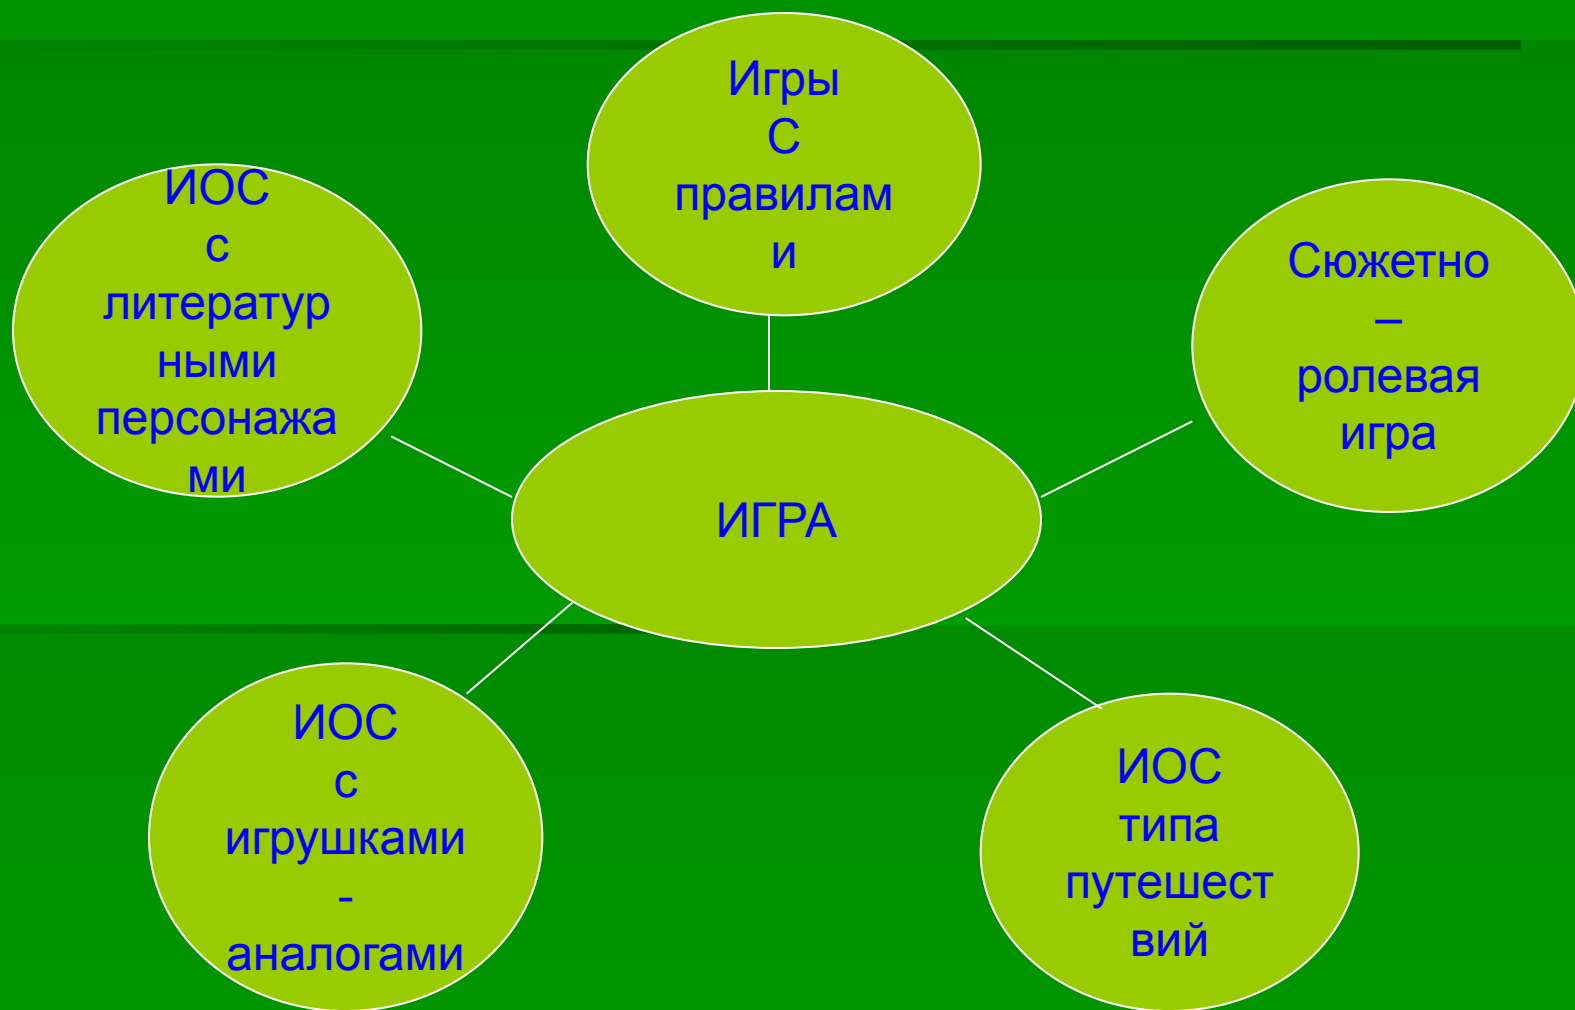 Игры
С
правилам
и
ИОС
с
литератур
ными
персонажа
ми
Сюжетно
–
ролевая
игра
ИГРА
ИОС
с
игрушками
-
аналогами
ИОС
типа
путешест
вий